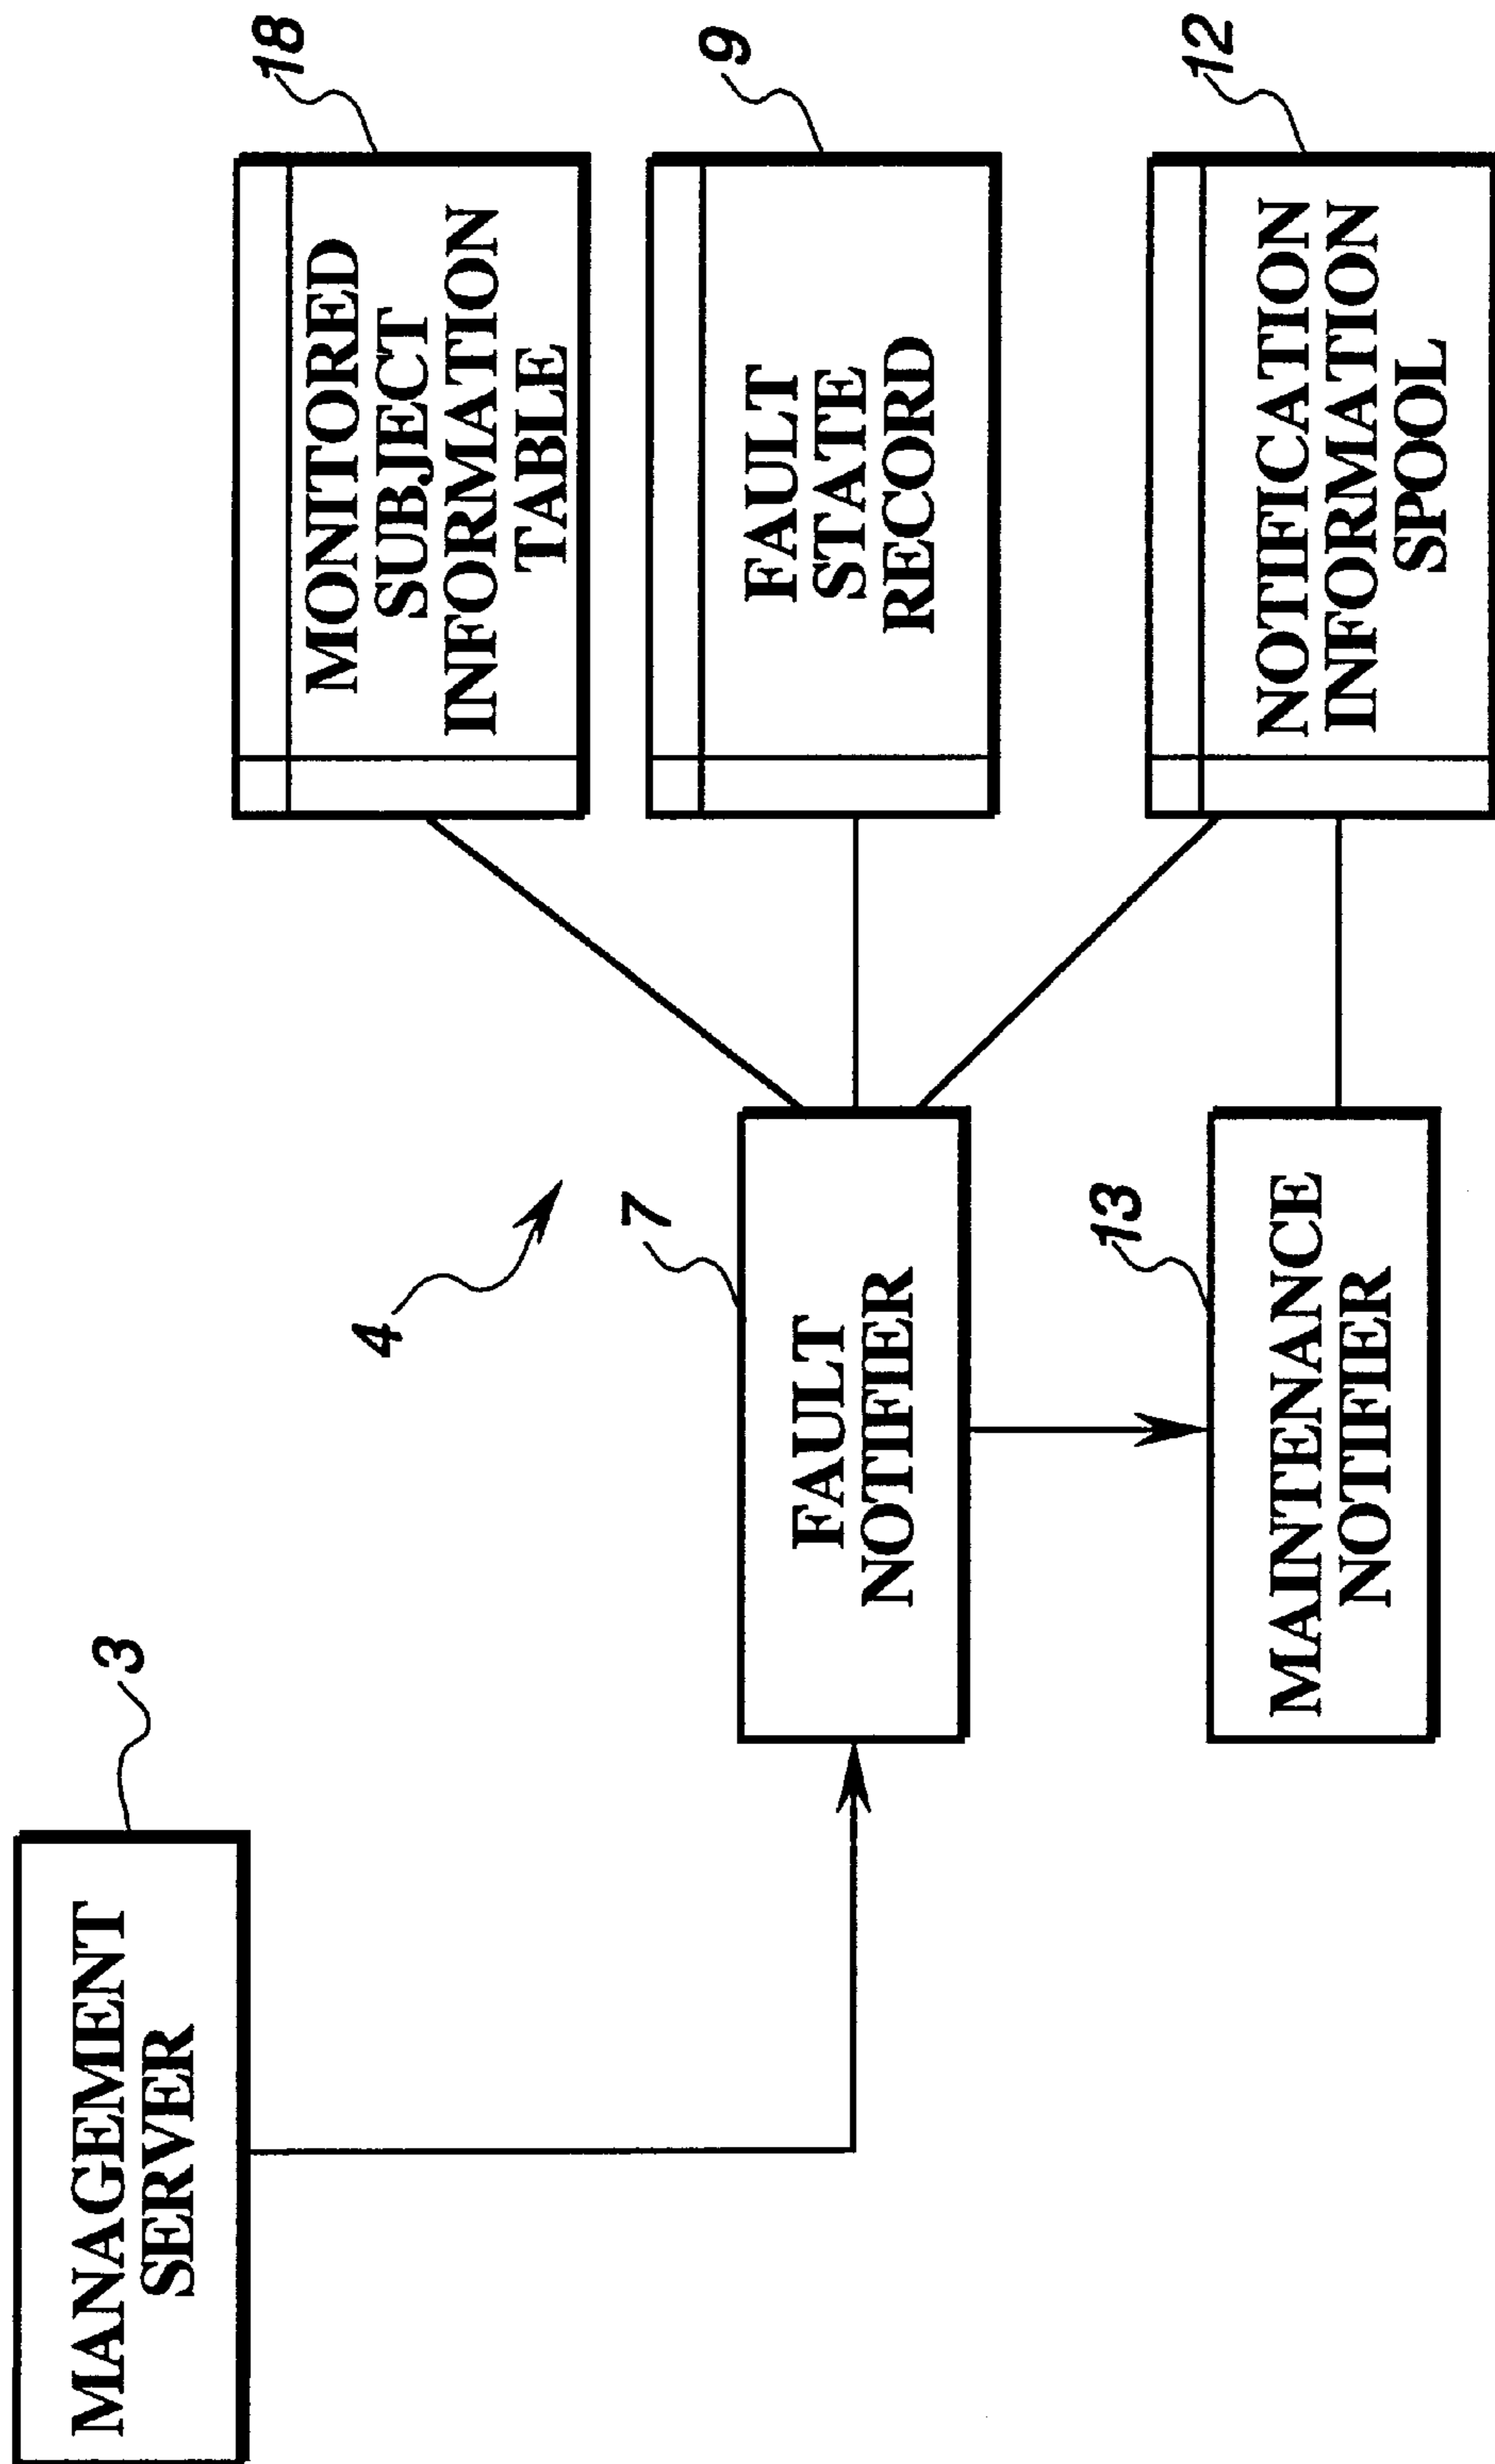 MANAGEMENT
SERVER
3
4
FAULT
NOTIFIER
7
MAINTENANCE
NOTIFIER
13
MONITORED
SUBJECT
INFORMATION
TABLE
18
FAULT
STATE
RECORD
9
NOTIFICATION
INFORMATION
SPOOL
12